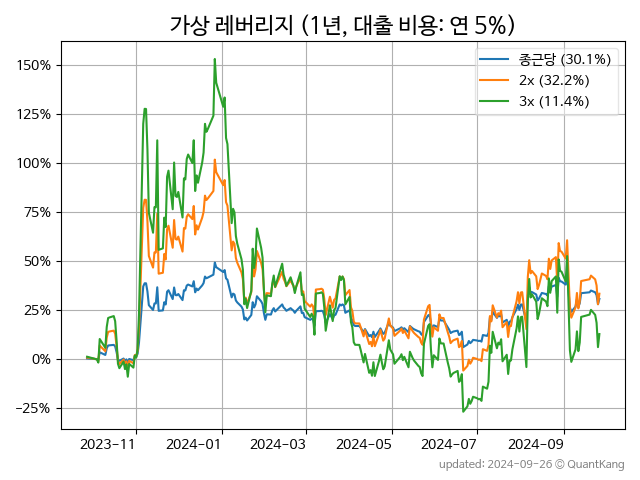 가상 레버리지 (1년, 대출 비용: 연 5%)
종근당 (30.1%)
2x (32.2%)
3x (11.4%)
150%
125%
100%
75%
50%
25%
0%
−25%
2023-11
2024-01
2024-03
2024-05
2024-07
2024-09
updated: 2024-09-26 © QuantKang